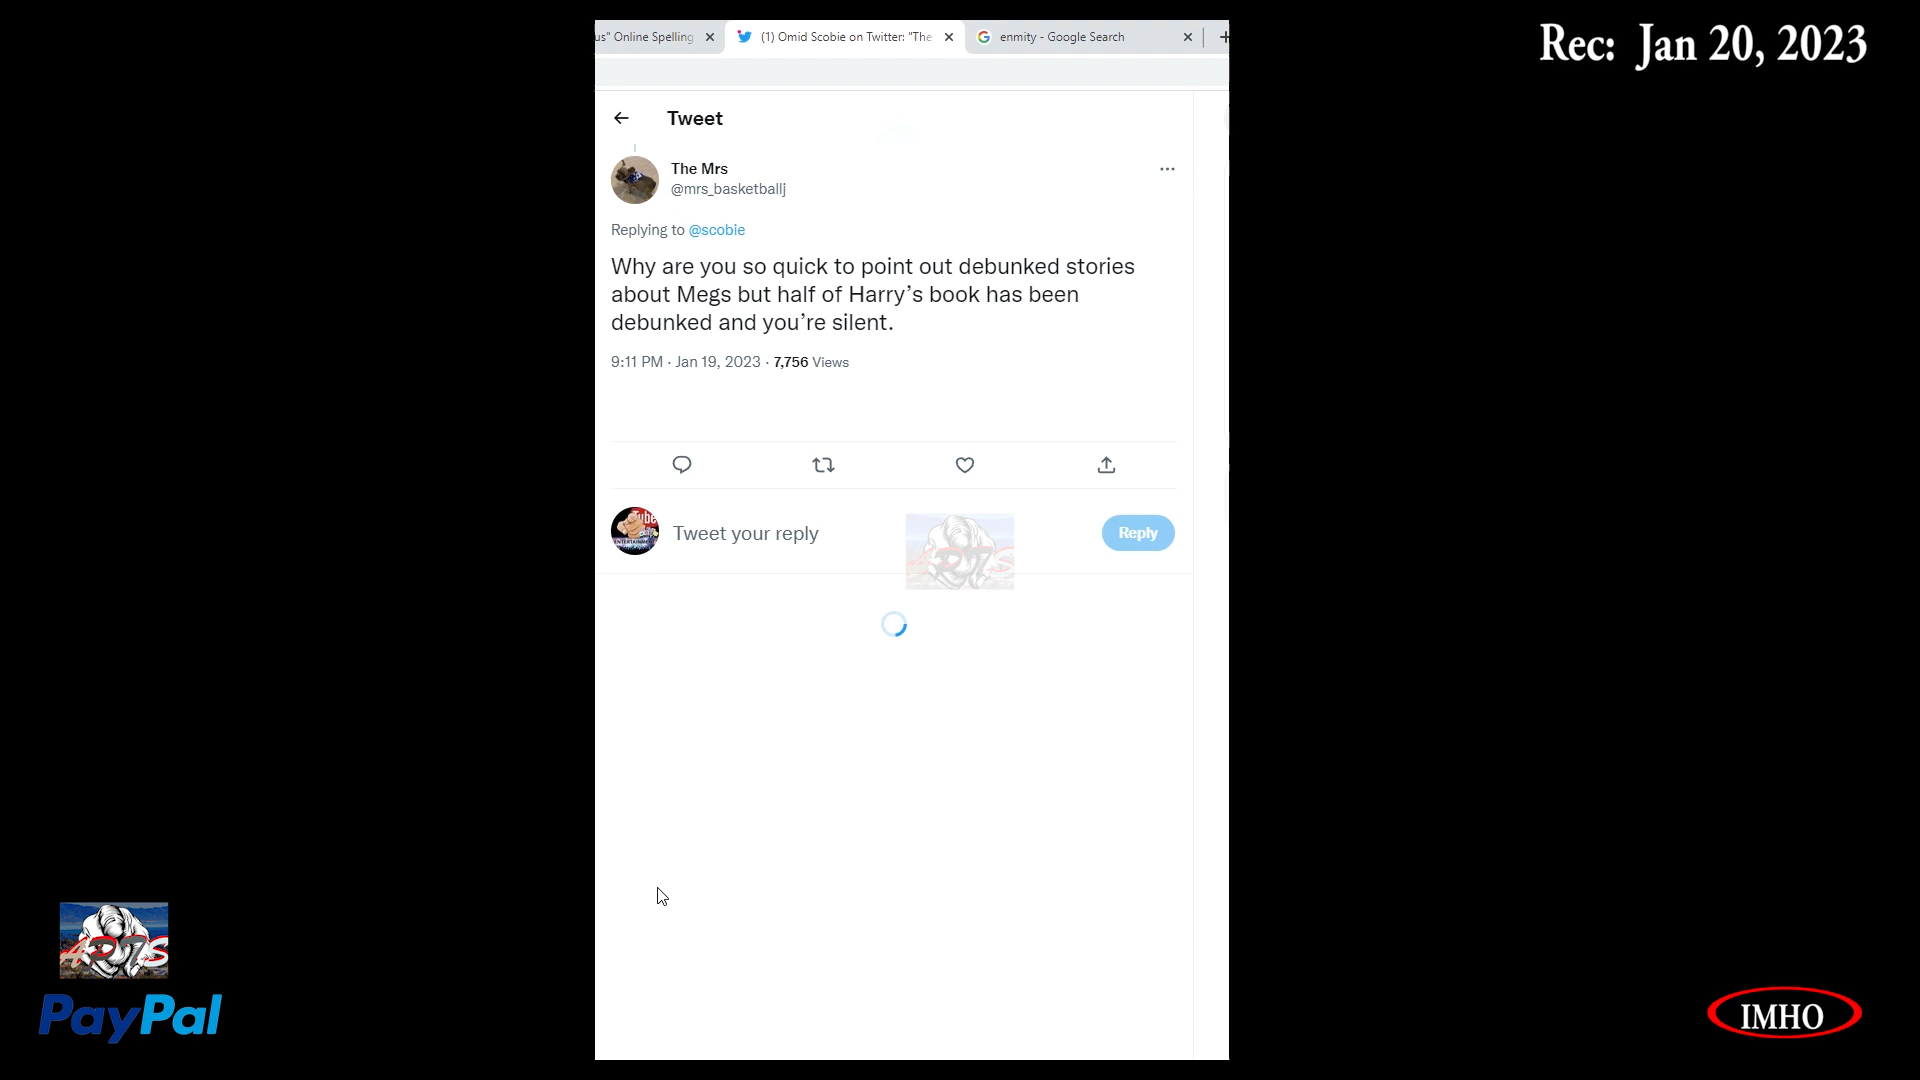 us" Online Spelling
(1) Omid Scobie on Twitter: "The
enmity - Google Search
Rec: Jan 20, 2023
Tweet
The Mrs
@mrs_basketballj
Replying to @scobie
Why are you so quick to point out debunked stories
about Megs but half of Harry’s book has been
debunked and you’re silent.
9:11 PM · Jan 19, 2023 · 7,756 Views
Tweet your reply
Reply
PayPal
IMHO